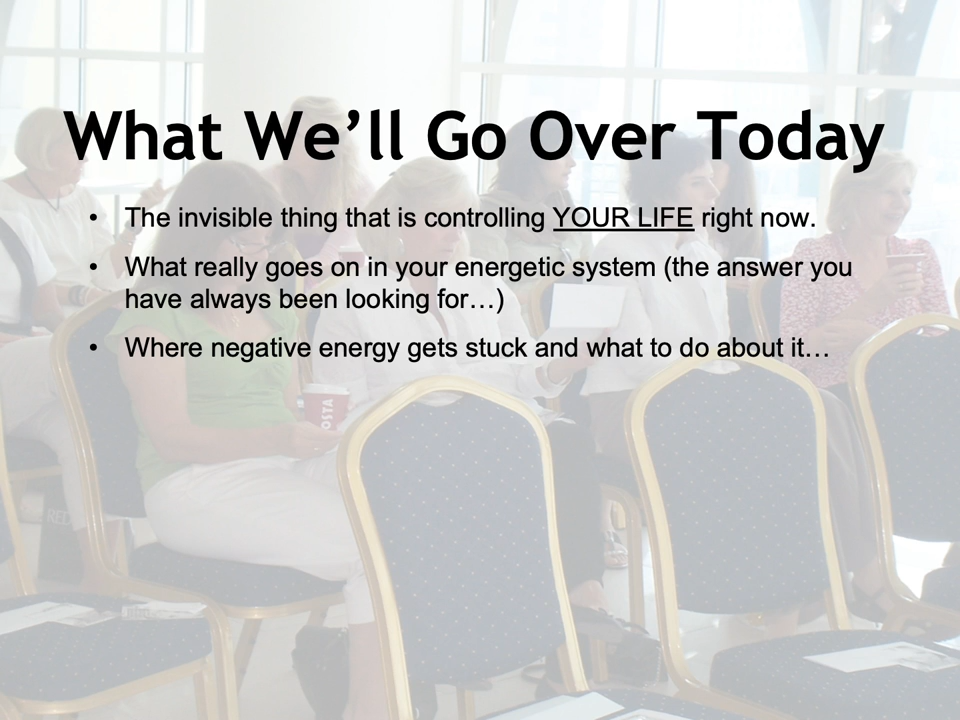 What We’ll Go Over Today
• The invisible thing that is controlling YOUR LIFE right now.
• What really goes on in your energetic system (the answer you
have always been looking for…)
• Where negative energy gets stuck and what to do about it…
OSTA